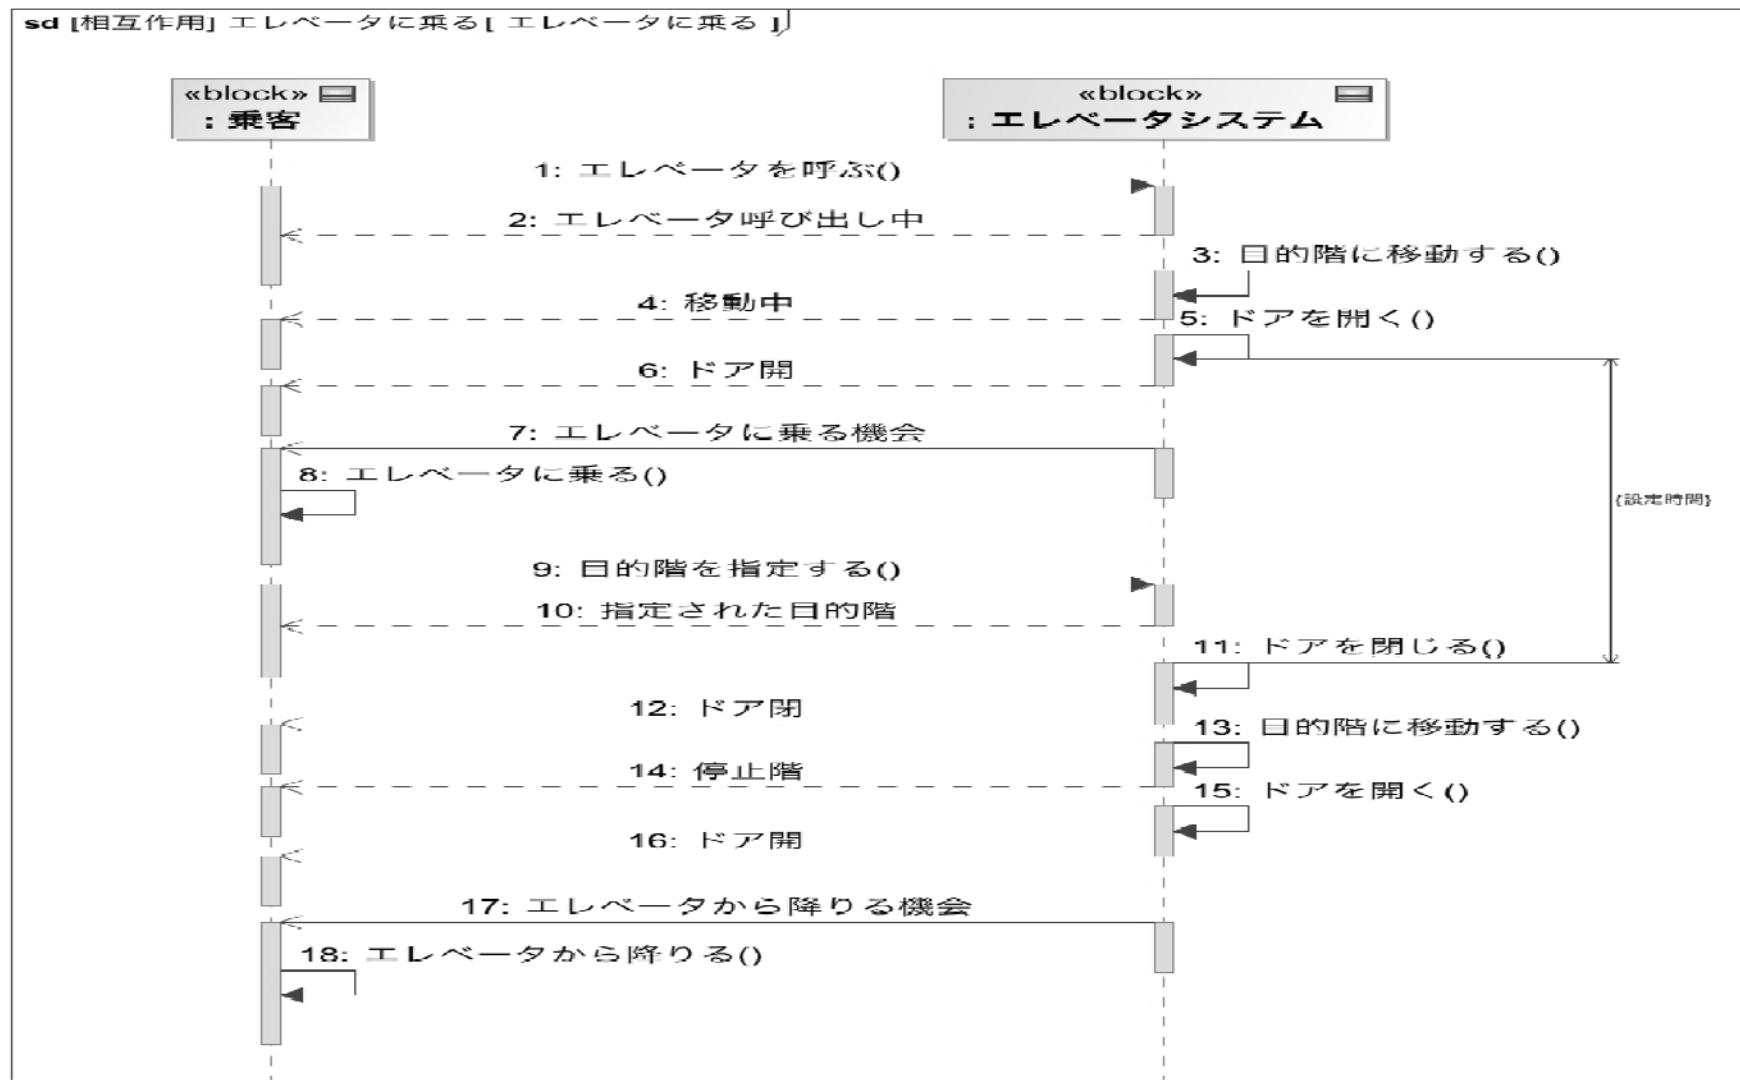 sd [相互作用] エレベータに乗る[ エレベータに乗る ]
«block»
: 乗客
«block»
: エレベータシステム
1: エレベータを呼ぶ()
2: エレベータ呼び出し中
3: 目的階に移動する()
4: 移動中
5: ドアを開く()
6: ドア開
7: エレベータに乗る機会
8: エレベータに乗る()
{設定時間}
9: 目的階を指定する()
10: 指定された目的階
11: ドアを閉じる()
12: ドア閉
13: 目的階に移動する()
14: 停止階
15: ドアを開く()
16: ドア開
17: エレベータから降りる機会
18: エレベータから降りる()